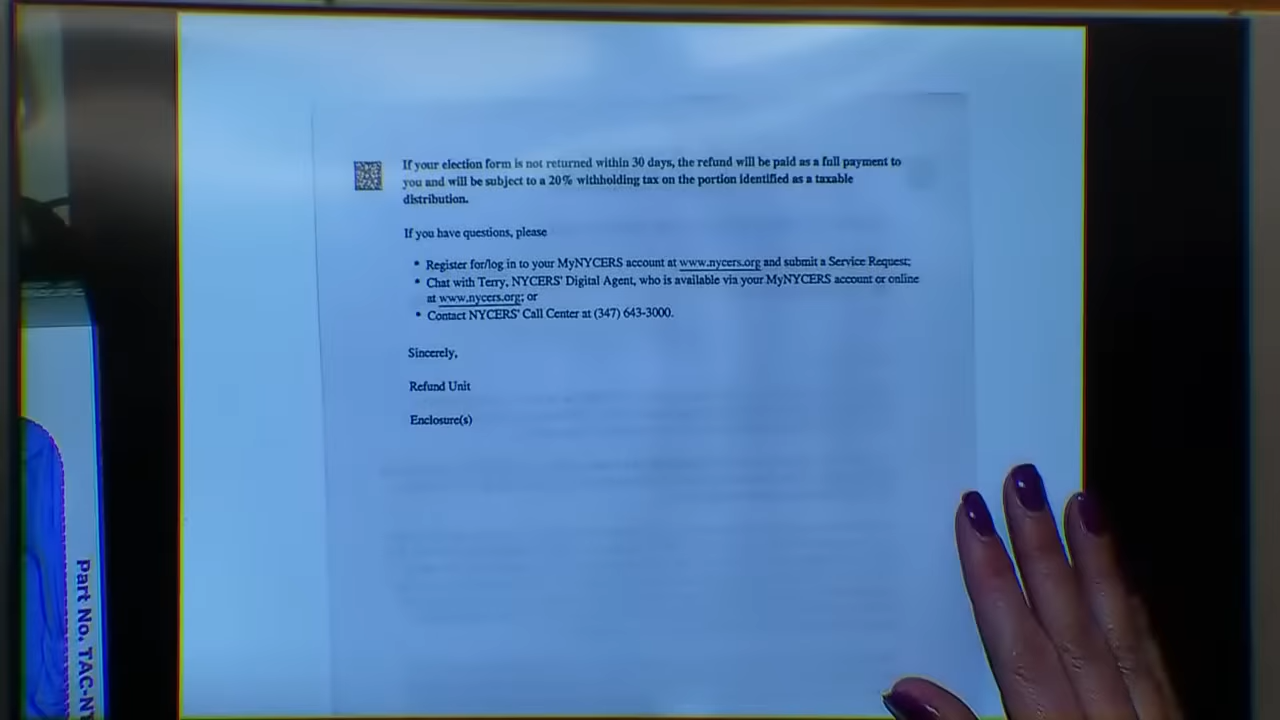 If your election form is not returned within 30 days, the refund will be paid as a full payment to
you and will be subject to a 20% withholding tax on the portion identified as a taxable
distribution.
If you have questions, please
• Register for/log in to your MyNYCERS account at www.nycers.org and submit a Service Request;
• Chat with Terry, NYCERS' Digital Agent, who is available via your MyNYCERS account or online
at www.nycers.org; or
• Contact NYCERS' Call Center at (347) 643-3000.
Sincerely,
Refund Unit
Enclosure(s)
Part No. TAC-NY